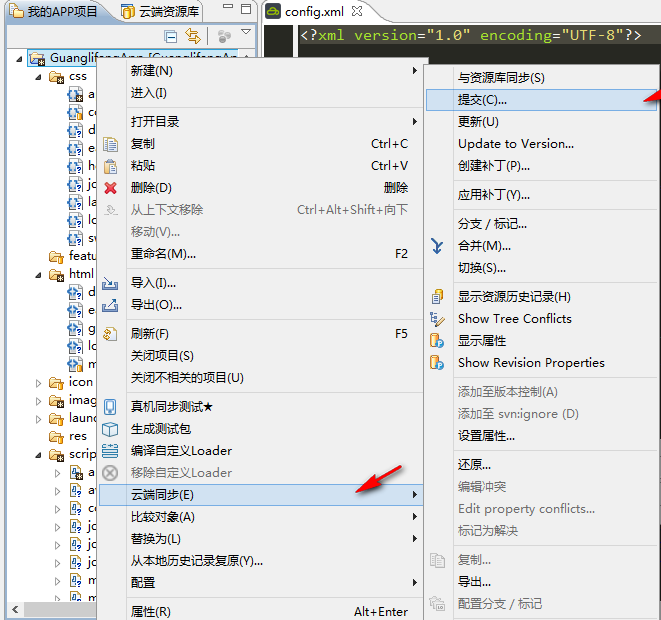 我的APP项目
云端资源库
config.xml
<?xml version="1.0" encoding="UTF-8"?>
css
featu
html
icon
imag
launc
res
scrip
新建(N)
进入(I)
打开目录
复制 Ctrl+C
粘贴 Ctrl+V
删除(D) 删除
从上下文移除 Ctrl+Alt+Shift+向下
移动(V)...
重命名(M)... F2
导入(I)...
导出(O)...
刷新(F) F5
关闭项目(S)
关闭不相关的项目(U)
真机同步测试★
生成测试包
编译自定义Loader
移除自定义Loader
云端同步(E)
比较对象(A)
替换为(L)
从本地历史记录复原(Y)...
配置
属性(R) Alt+Enter
与资源库同步(S)
提交(C)...
更新(U)
Update to Version...
创建补丁(P)...
应用补丁(Y)...
分支 / 标记...
合并(M)...
切换(S)...
显示资源历史记录(H)
Show Tree Conflicts
显示属性
Show Revision Properties
添加至版本控制(A)
添加至 svn:ignore (D)
设置属性...
还原...
编辑冲突
Edit property conflicts...
标记为解决
复制...
导出...
配置分支 / 标记